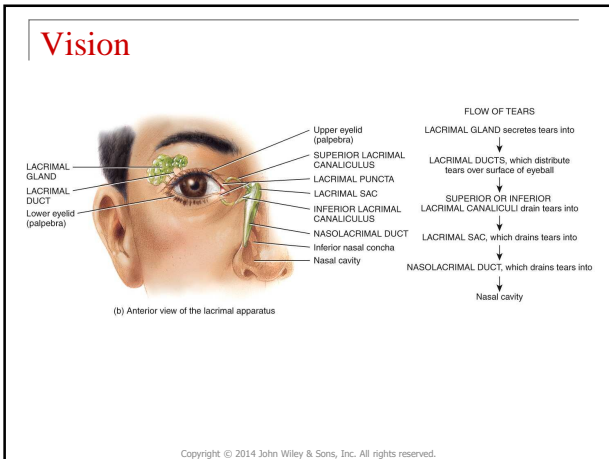 Vision
LACRIMAL
GLAND
LACRIMAL
DUCT
Lower eyelid
(palpebra)
Upper eyelid
(palpebra)
SUPERIOR LACRIMAL
CANALICULUS
LACRIMAL PUNCTA
LACRIMAL SAC
INFERIOR LACRIMAL
CANALICULUS
NASOLACRIMAL DUCT
Inferior nasal concha
Nasal cavity
(b) Anterior view of the lacrimal apparatus
FLOW OF TEARS
LACRIMAL GLAND secretes tears into
LACRIMAL DUCTS, which distribute
tears over surface of eyeball
SUPERIOR OR INFERIOR
LACRIMAL CANALICULI drain tears into
LACRIMAL SAC, which drains tears into
NASOLACRIMAL DUCT, which drains tears into
Nasal cavity
Copyright © 2014 John Wiley & Sons, Inc. All rights reserved.